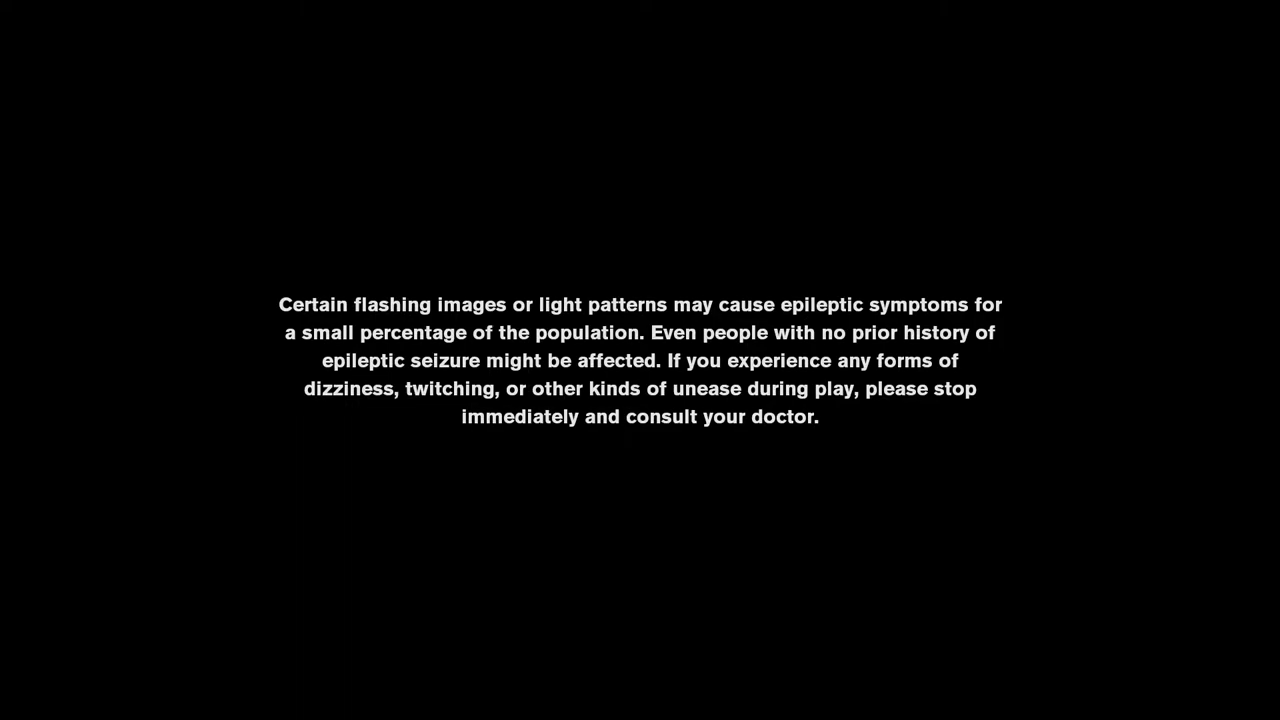 Certain flashing images or light patterns may cause epileptic symptoms for
a small percentage of the population. Even people with no prior history of
epileptic seizure might be affected. If you experience any forms of
dizziness, twitching, or other kinds of unease during play, please stop
immediately and consult your doctor.